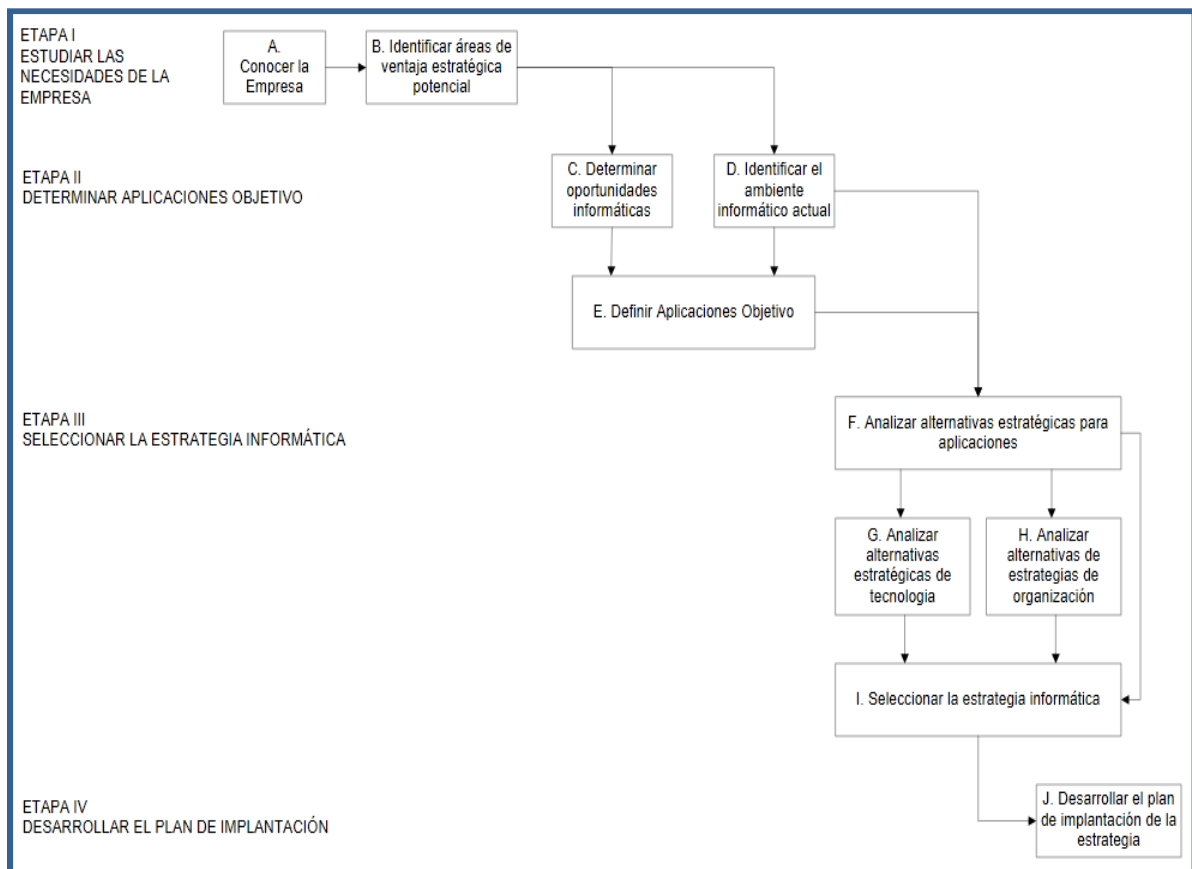 ETAPA I
ESTUDIAR LAS
NECESIDADES DE LA
EMPRESA
A.
Conocer la
Empresa
B. Identificar áreas de
ventaja estratégica
potencial
ETAPA II
DETERMINAR APLICACIONES OBJETIVO
C. Determinar
oportunidades
informáticas
D. Identificar el
ambiente
informático actual
E. Definir Aplicaciones Objetivo
ETAPA III
SELECCIONAR LA ESTRATEGIA INFORMÁTICA
F. Analizar alternativas estratégicas para
aplicaciones
G. Analizar
alternativas
estratégicas de
tecnologia
H. Analizar
alternativas de
estrategias de
organización
I. Seleccionar la estrategia informática
ETAPA IV
DESARROLLAR EL PLAN DE IMPLANTACIÓN
J. Desarrollar el plan
de implantación de la
estrategia